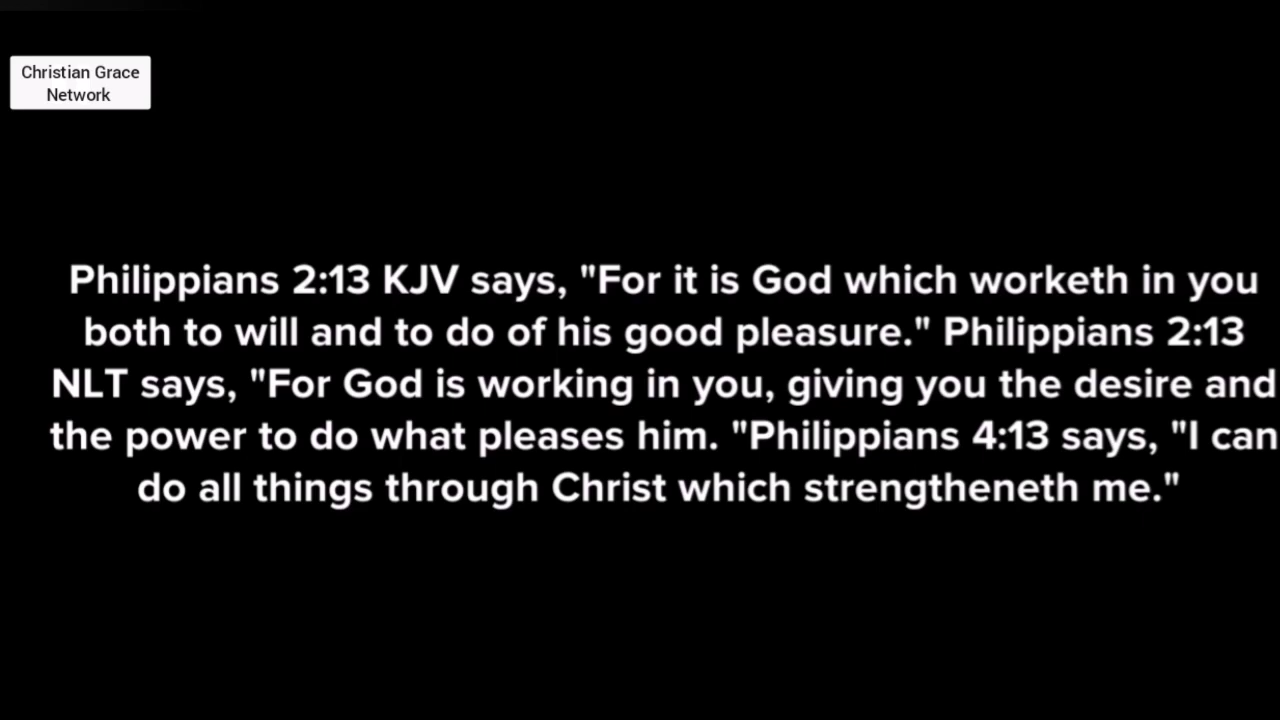 Christian Grace
Network
Philippians 2:13 KJV says, "For it is God which worketh in you
both to will and to do of his good pleasure." Philippians 2:13
NLT says, "For God is working in you, giving you the desire and
the power to do what pleases him. "Philippians 4:13 says, "I can
do all things through Christ which strengtheneth me."